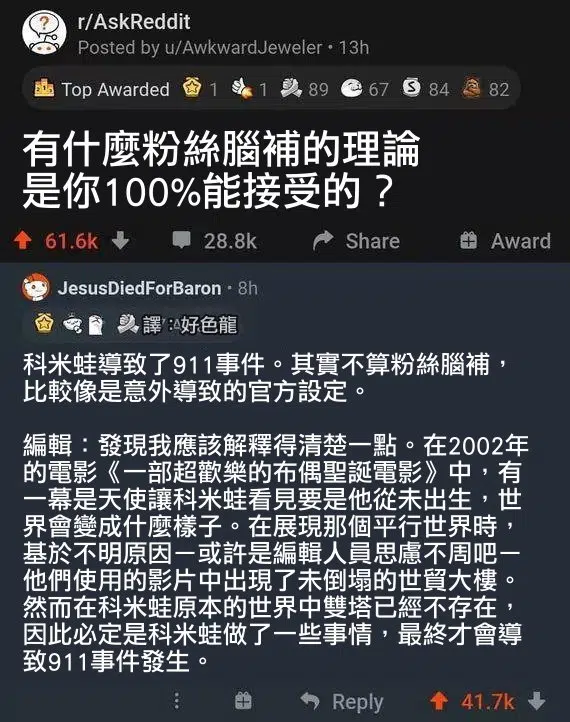 r/AskReddit
Posted by u/AwkwardJeweler • 13h
Top Awarded 1 1 89 67 S 84 82
有什麼粉絲腦補的理論
是你100%能接受的？
61.6k 28.8k Share Award
JesusDiedForBaron · 8h
譯：好色龍
科米蛙導致了911事件。其實不算粉絲腦補，
比較像是意外導致的官方設定。
編輯：發現我應該解釋得清楚一點。在2002年
的電影《一部超歡樂的布偶聖誕電影》中，有
一幕是天使讓科米蛙看見要是他從未出生，世
界會變成什麼樣子。在展現那個平行世界時，
基於不明原因－或許是編輯人員思慮不周吧－
他們使用的影片中出現了未倒塌的世貿大樓。
然而在科米蛙原本的世界中雙塔已經不存在，
因此必定是科米蛙做了一些事情，最終才會導
致911事件發生。
Reply 41.7k